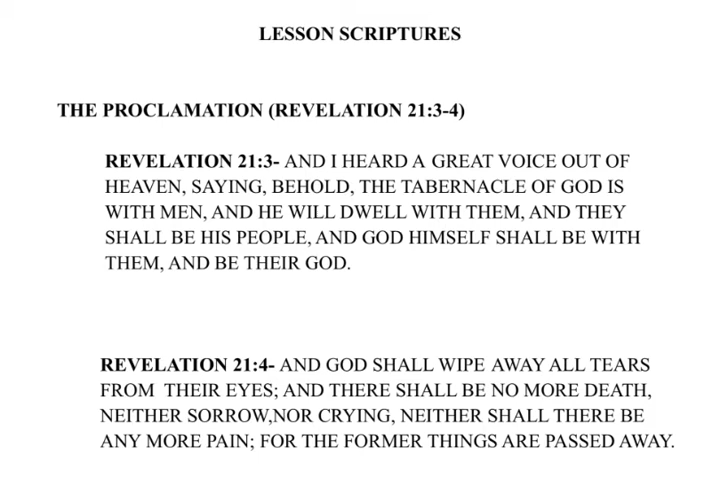 LESSON SCRIPTURES
THE PROCLAMATION (REVELATION 21:3-4)
REVELATION 21:3- AND I HEARD A GREAT VOICE OUT OF
HEAVEN, SAYING, BEHOLD, THE TABERNACLE OF GOD IS
WITH MEN, AND HE WILL DWELL WITH THEM, AND THEY
SHALL BE HIS PEOPLE, AND GOD HIMSELF SHALL BE WITH
THEM, AND BE THEIR GOD.
REVELATION 21:4- AND GOD SHALL WIPE AWAY ALL TEARS
FROM THEIR EYES; AND THERE SHALL BE NO MORE DEATH,
NEITHER SORROW,NOR CRYING, NEITHER SHALL THERE BE
ANY MORE PAIN; FOR THE FORMER THINGS ARE PASSED AWAY.